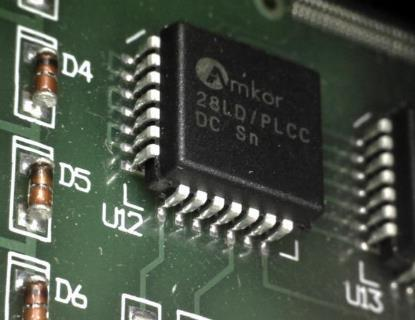 D4
Amkor
28LD/PLCC
DC Sn
D5
U12
D6
U13